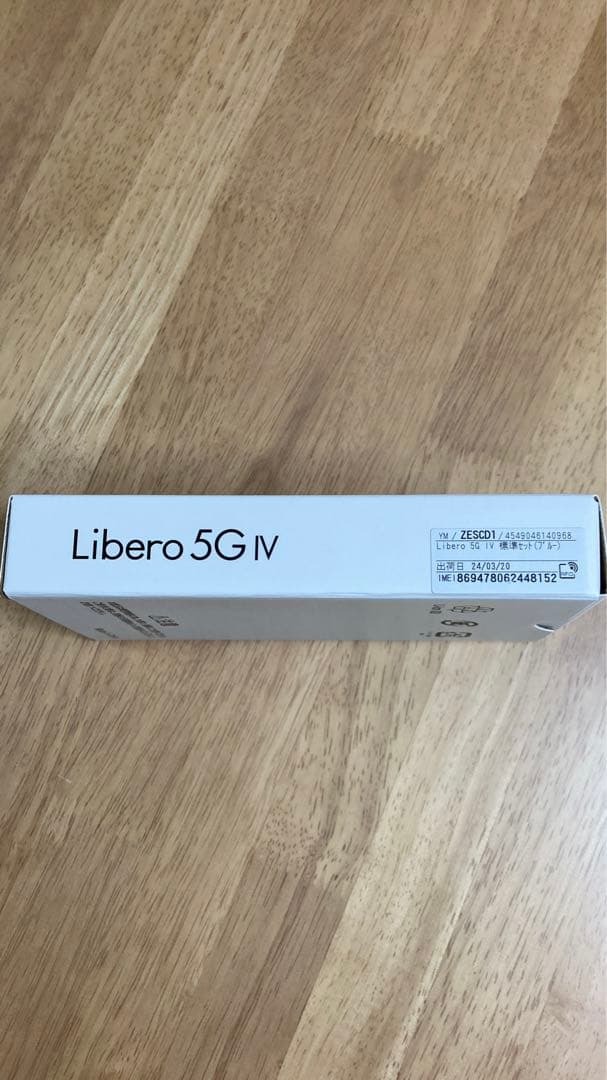 Libero 5G IV
YM / ZESCD1 / 4549046140968
Libero 5G IV 標準セット(ブルー)
出荷日 24/03/20
IMEI 869478062448152